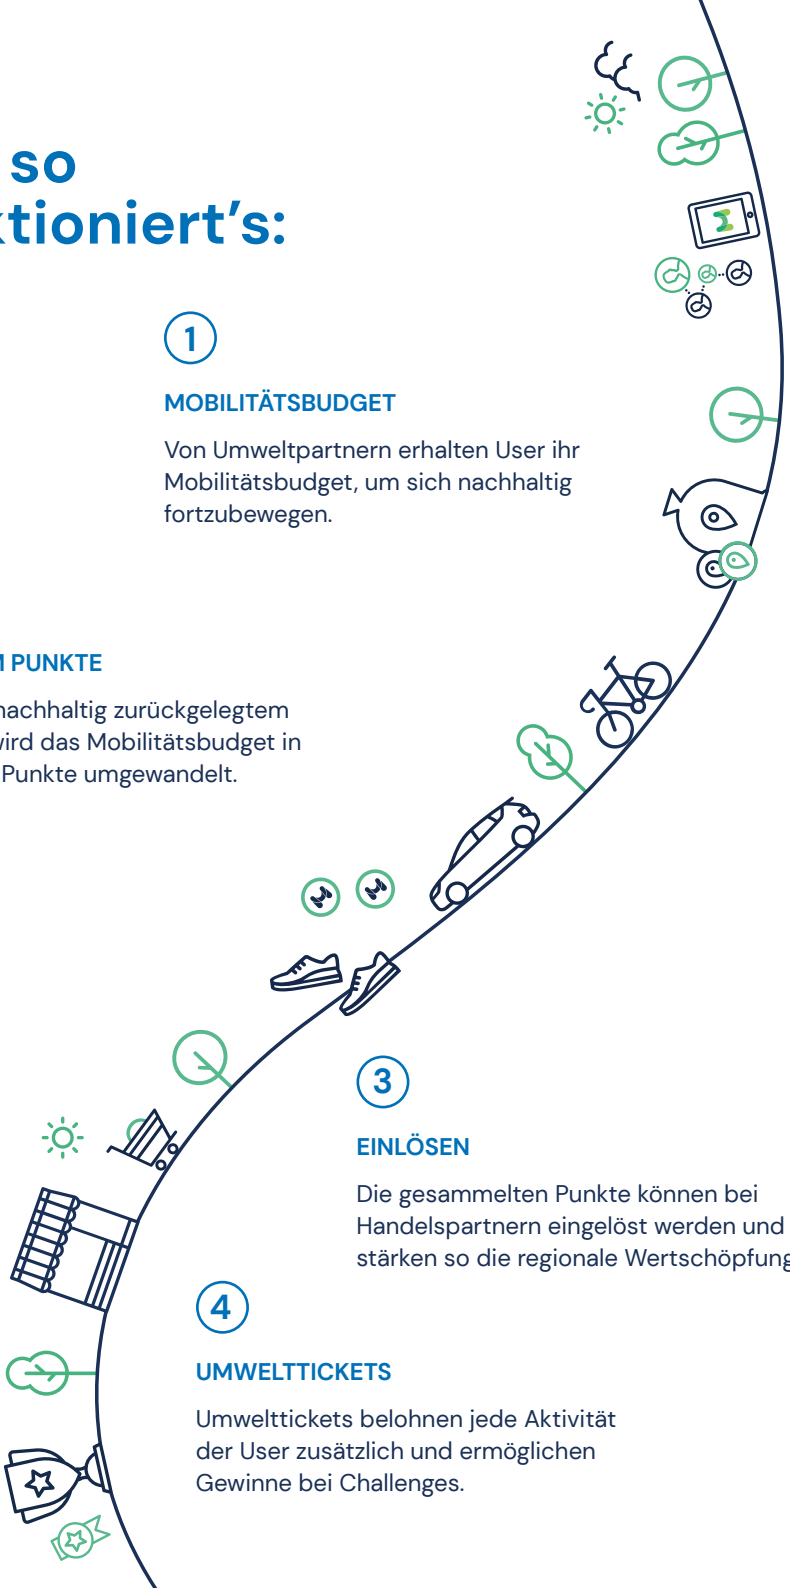 so
ktioniert's:
1
MOBILITÄTSBUDGET
Von Umweltpartnern erhalten User ihr
Mobilitätsbudget, um sich nachhaltig
fortzubewegen.
PUNKTE
nachhaltig zurückgelegtem
wird das Mobilitätsbudget in
Punkte umgewandelt.
3
EINLÖSEN
Die gesammelten Punkte können bei
Handelspartnern eingelöst werden und
stärken so die regionale Wertschöpfung
4
UMWELTTICKETS
Umwelttickets belohnen jede Aktivität
der User zusätzlich und ermöglichen
Gewinne bei Challenges.